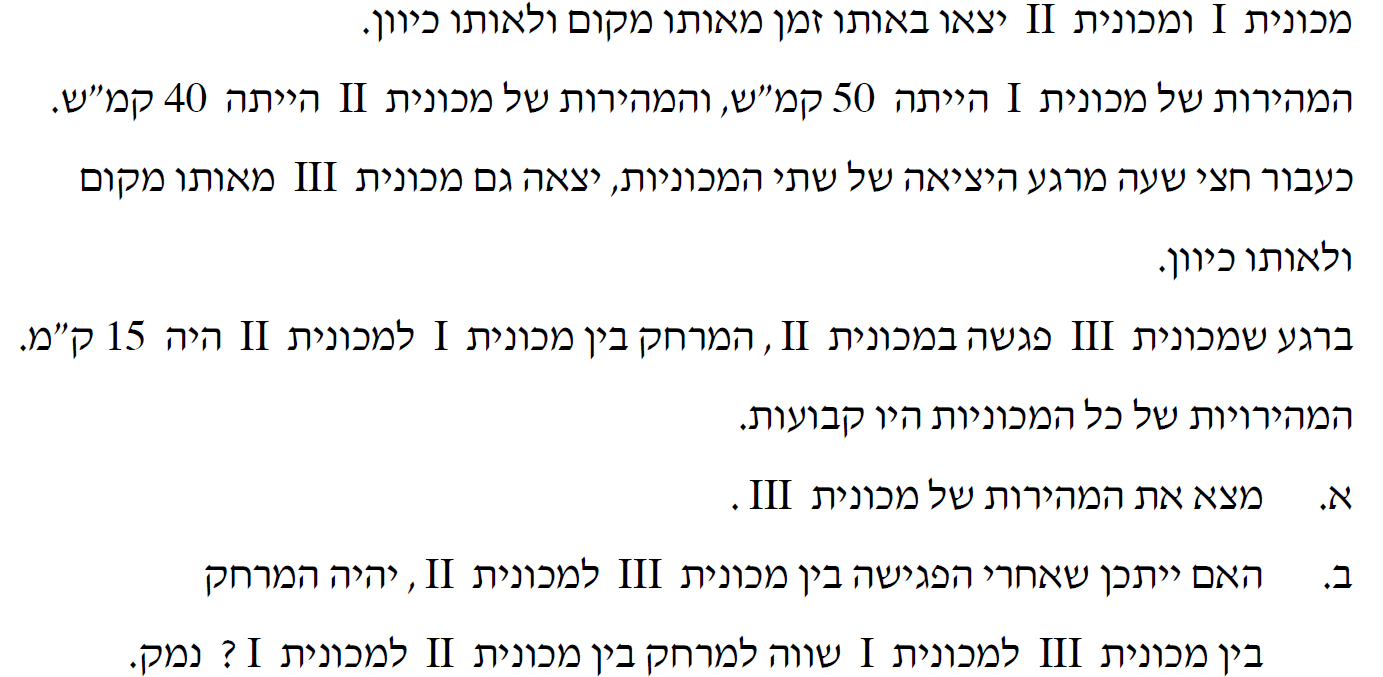 מכונית I ומכונית II יצאו באותו זמן מאותו מקום ולאותו כיוון.
המהירות של מכונית I הייתה 50 קמ"ש, והמהירות של מכונית II הייתה 40 קמ"ש.
כעבור חצי שעה מרגע היציאה של שתי המכוניות, יצאה גם מכונית III מאותו מקום
ולאותו כיוון.
ברגע שמכונית III פגשה במכונית II, המרחק בין מכונית I למכונית II היה 15 ק"מ.
המהירויות של כל המכוניות היו קבועות.
א. מצא את המהירות של מכונית III.
ב. האם ייתכן שאחרי הפגישה בין מכונית III למכונית II, יהיה המרחק
בין מכונית III למכונית I שווה למרחק בין מכונית II למכונית I? נמק.